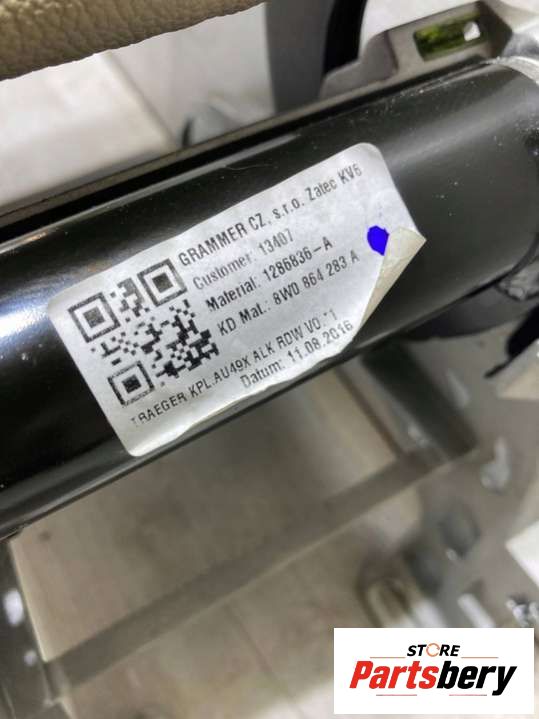 GRAMMER CZ, s.r.o. Zatec KV6
Customer: 13407
Material: 1286836-A
KD Mat.: 8W0 864 283 A
TRAEGER KPL.AU49X ALK RDW V0.*1
Datum: 11.08.2016
STORE
Partsbery